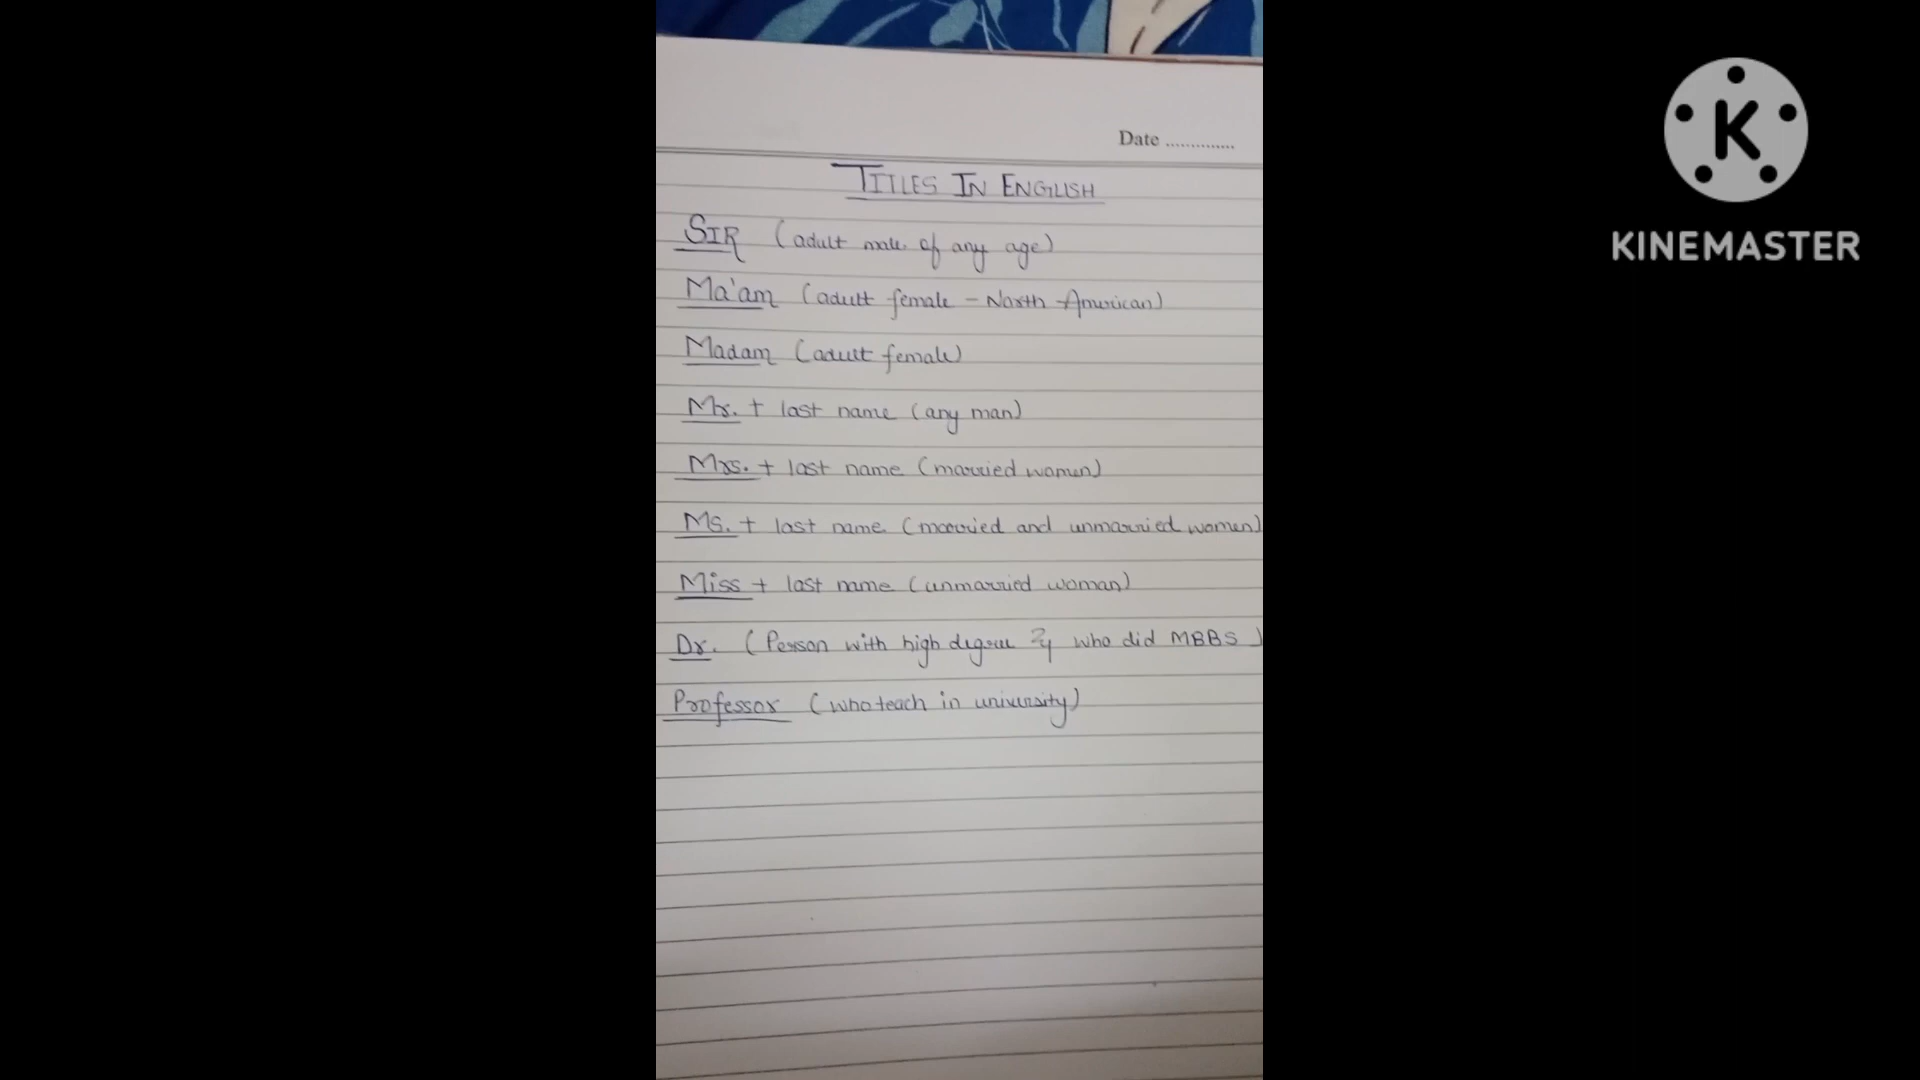 Date ..............
TITLES IN ENGLISH
SIR (adult male of any age)
Ma'am (adult female - North American)
Madam (adult female)
Mr. + last name (any man)
Mrs. + last name (married women)
Ms. + last name (married and unmarried women)
Miss + last name (unmarried woman)
Dr. (Person with high degree & who did MBBS)
Professor (who teach in university)
KINEMASTER